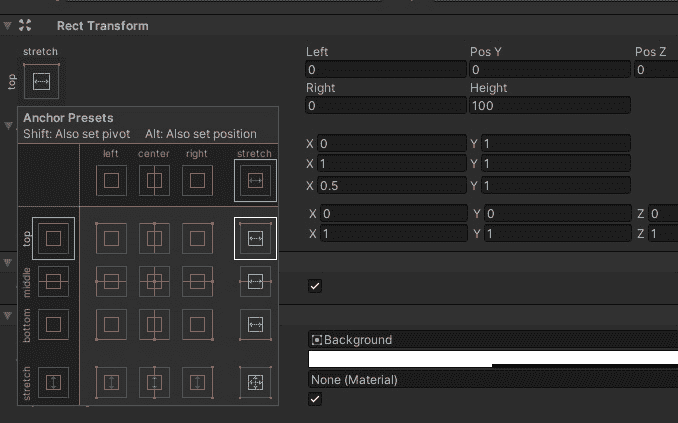 Rect Transform
stretch
Left Pos Y Pos Z
top
0 0 0
Right Height
0 100
Anchor Presets
Shift: Also set pivot Alt: Also set position
X 0 Y 1
left center right stretch
X 1 Y 1
X 0.5 Y 1
top
X 0 Y 0 Z 0
X 1 Y 1 Z 1
middle
bottom
Background
None (Material)
stretch